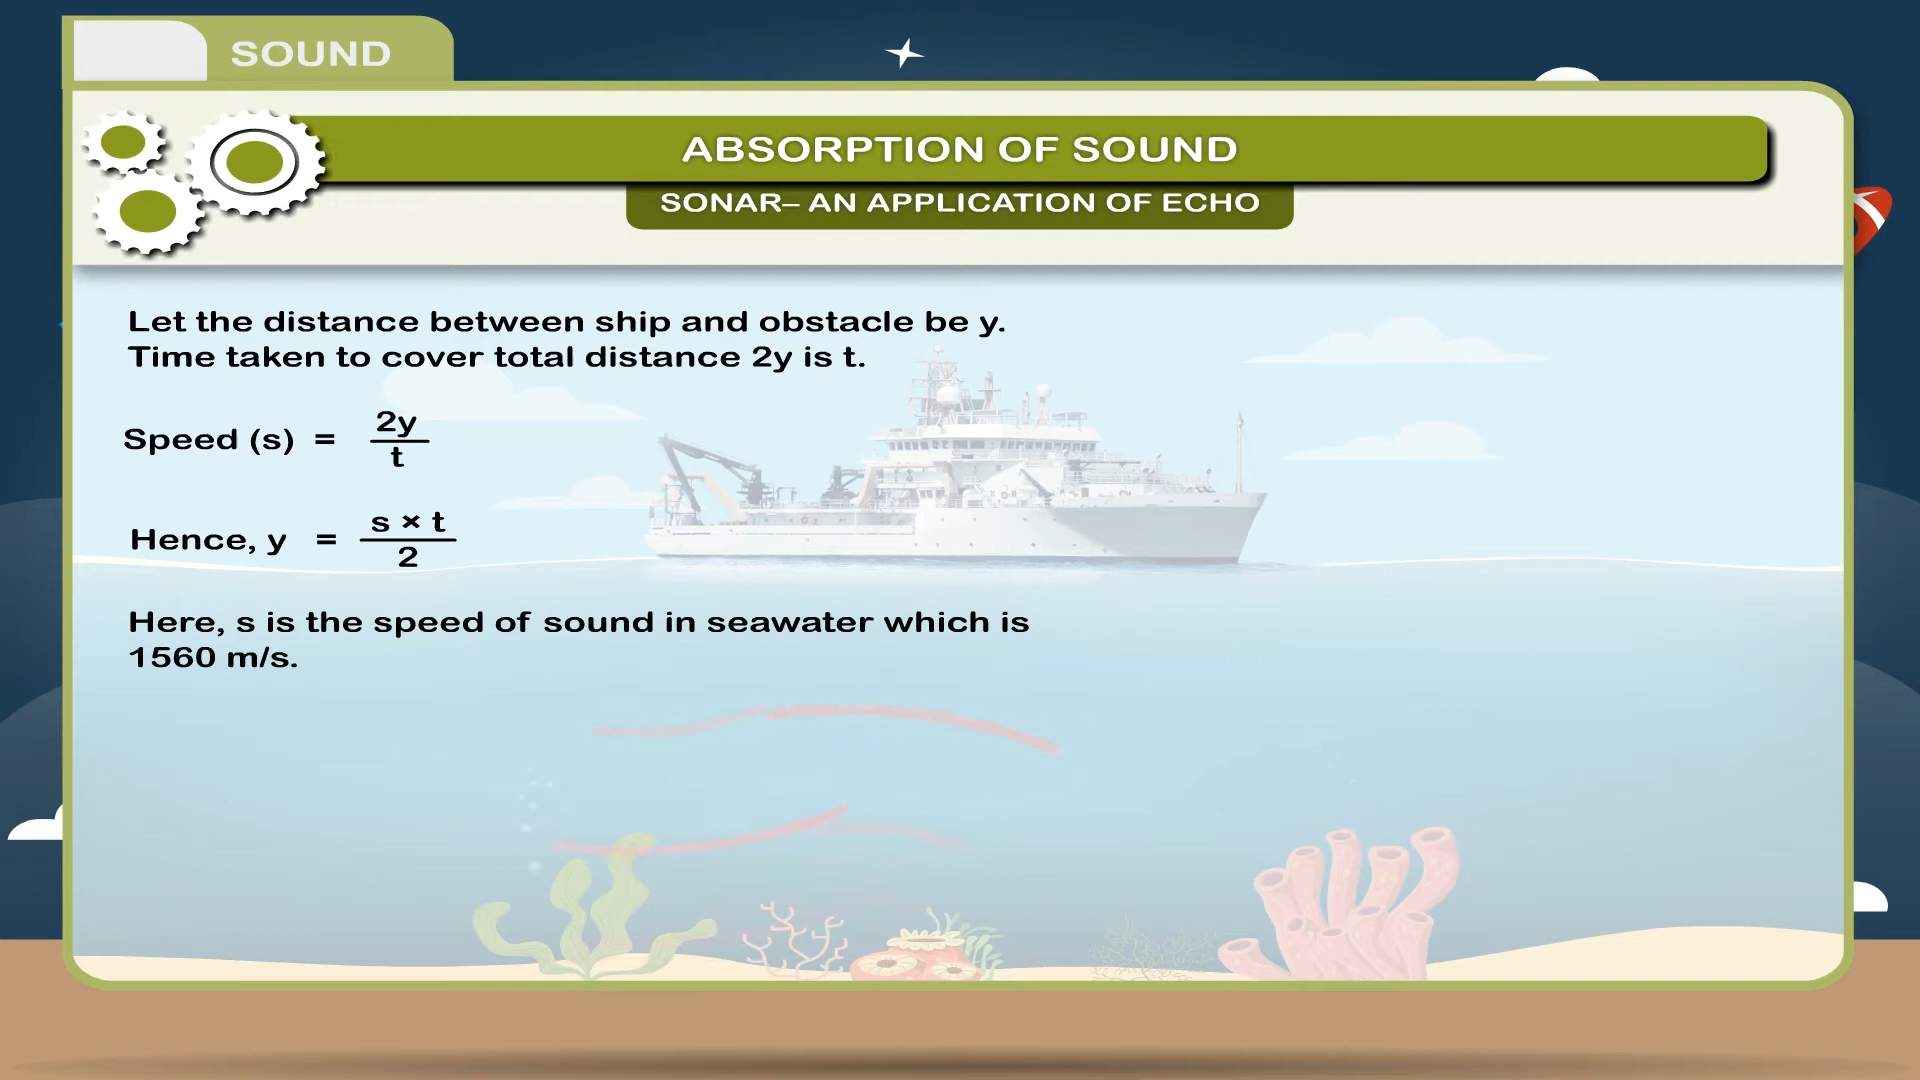 SOUND
ABSORPTION OF SOUND
SONAR– AN APPLICATION OF ECHO
Let the distance between ship and obstacle be y.
Time taken to cover total distance 2y is t.
Speed (s) = 2y
t
Hence, y = s × t
2
Here, s is the speed of sound in seawater which is
1560 m/s.